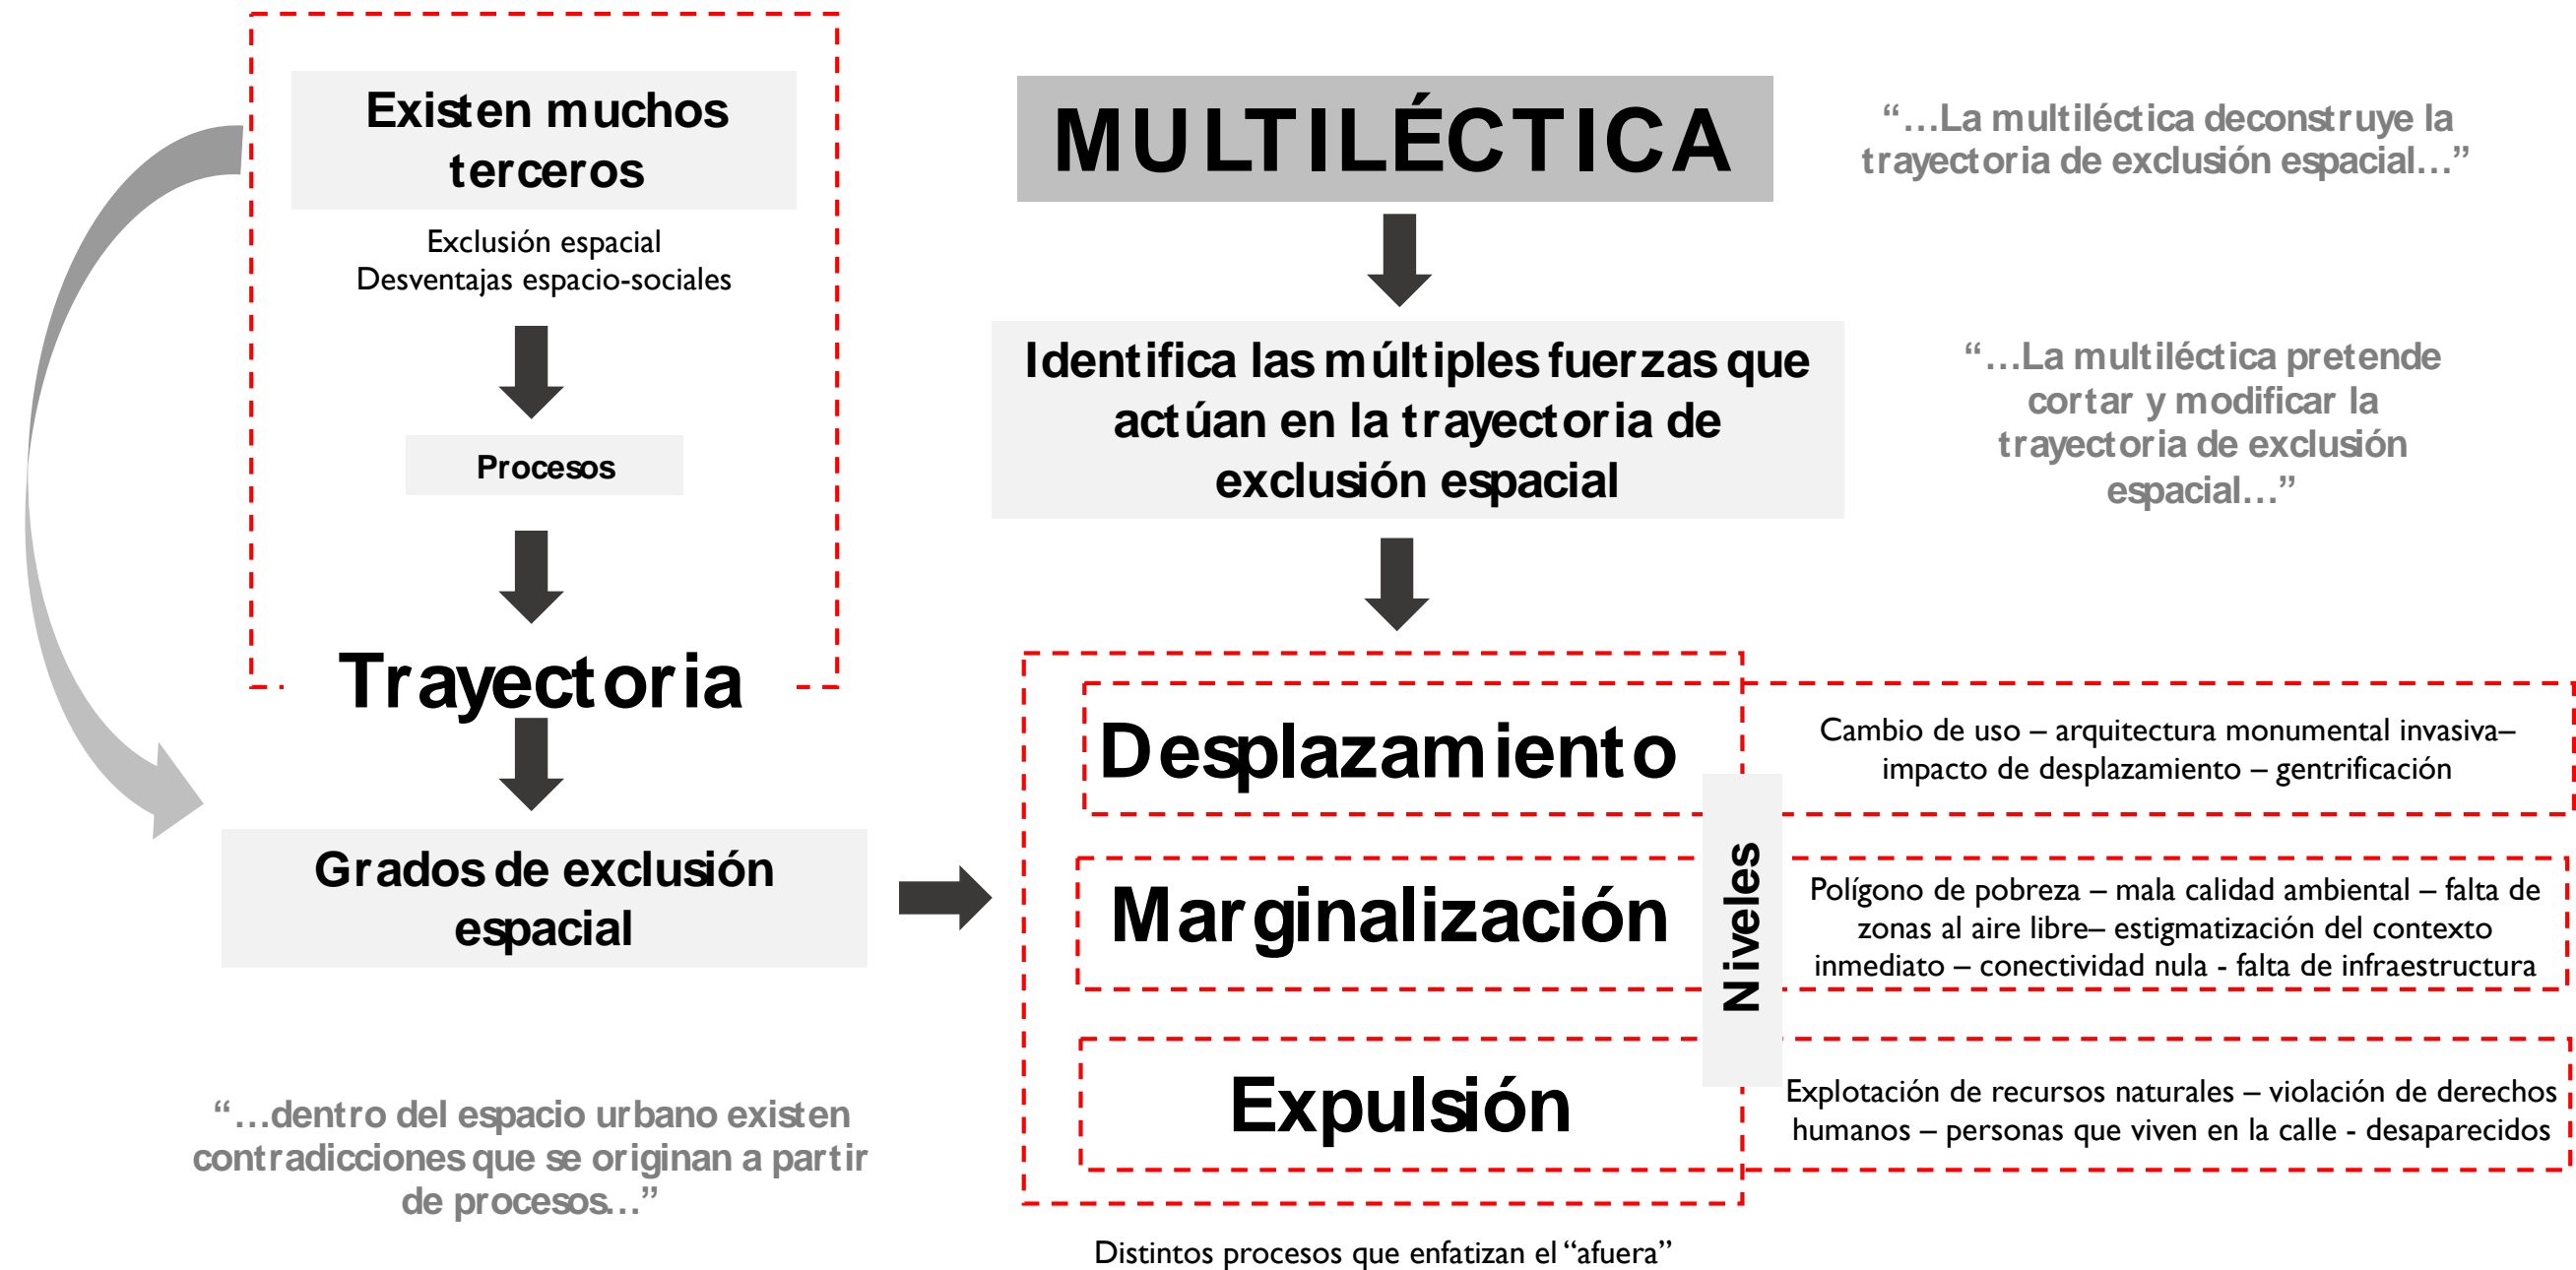 Existen muchos
terceros
Exclusión espacial
Desventajas espacio-sociales
Procesos
Trayectoria
Grados de exclusión
espacial
“…dentro del espacio urbano existen
contradicciones que se originan a partir
de procesos…”
MULTILÉCTICA
“…La multiléctica deconstruye la
trayectoria de exclusión espacial…”
Identifica las múltiples fuerzas que
actúan en la trayectoria de
exclusión espacial
“…La multiléctica pretende
cortar y modificar la
trayectoria de exclusión
espacial…”
Desplazamiento
Cambio de uso – arquitectura monumental invasiva–
impacto de desplazamiento – gentrificación
Niveles
Marginalización
Polígono de pobreza – mala calidad ambiental – falta de
zonas al aire libre– estigmatización del contexto
inmediato – conectividad nula - falta de infraestructura
Expulsión
Explotación de recursos naturales – violación de derechos
humanos – personas que viven en la calle - desaparecidos
Distintos procesos que enfatizan el “afuera”